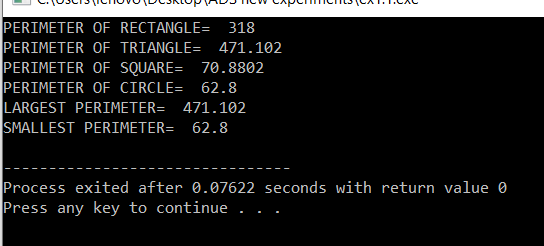 C:\Users\lenovo\Desktop\ADS new experiments\ex1.1.exe
PERIMETER OF RECTANGLE=  318
PERIMETER OF TRIANGLE=  471.102
PERIMETER OF SQUARE=  70.8802
PERIMETER OF CIRCLE=  62.8
LARGEST PERIMETER=  471.102
SMALLEST PERIMETER=  62.8
--------------------------------
Process exited after 0.07622 seconds with return value 0
Press any key to continue . . .